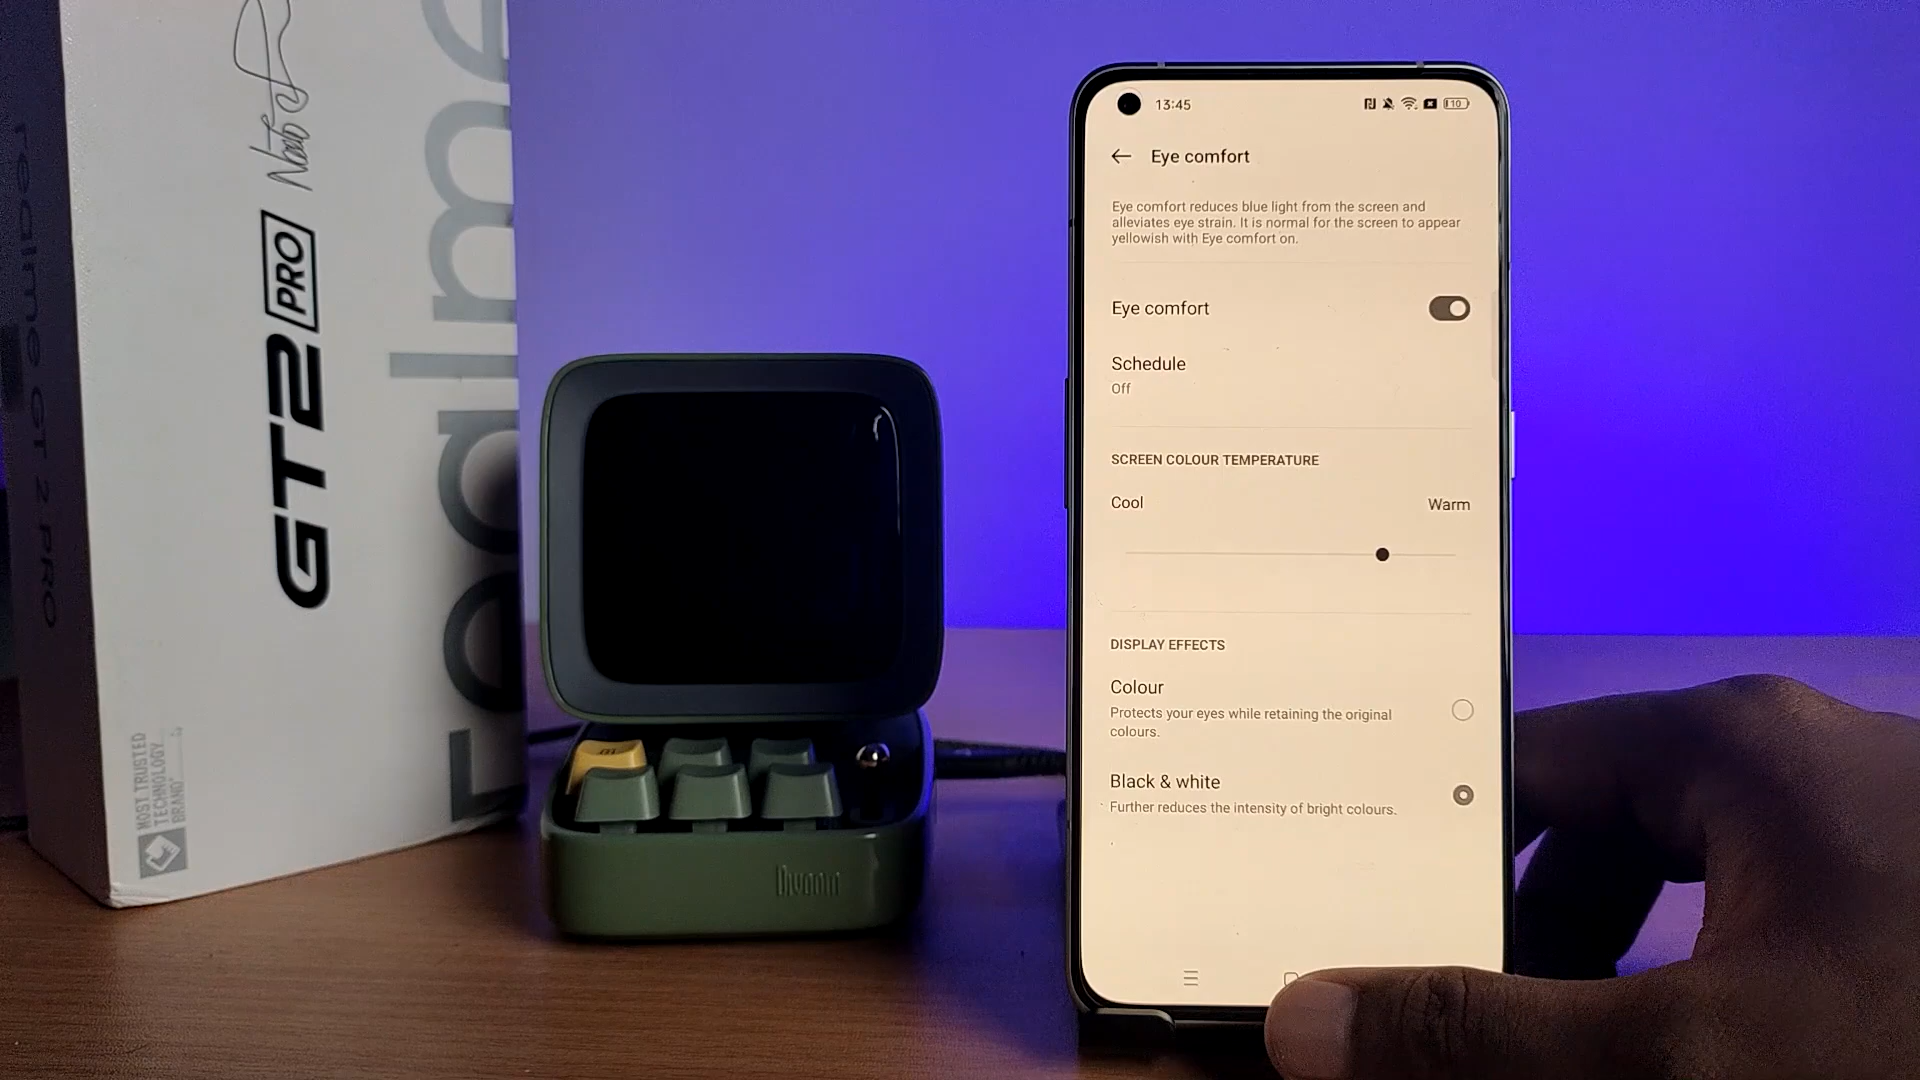 realme GT 2 PRO
GT2 PRO
realme
MOST TRUSTED
TECHNOLOGY
BRAND
Divoom
13:45
10
Eye comfort
Eye comfort reduces blue light from the screen and
alleviates eye strain. It is normal for the screen to appear
yellowish with Eye comfort on.
Eye comfort
Schedule
Off
SCREEN COLOUR TEMPERATURE
Cool
Warm
DISPLAY EFFECTS
Colour
Protects your eyes while retaining the original
colours.
Black & white
Further reduces the intensity of bright colours.